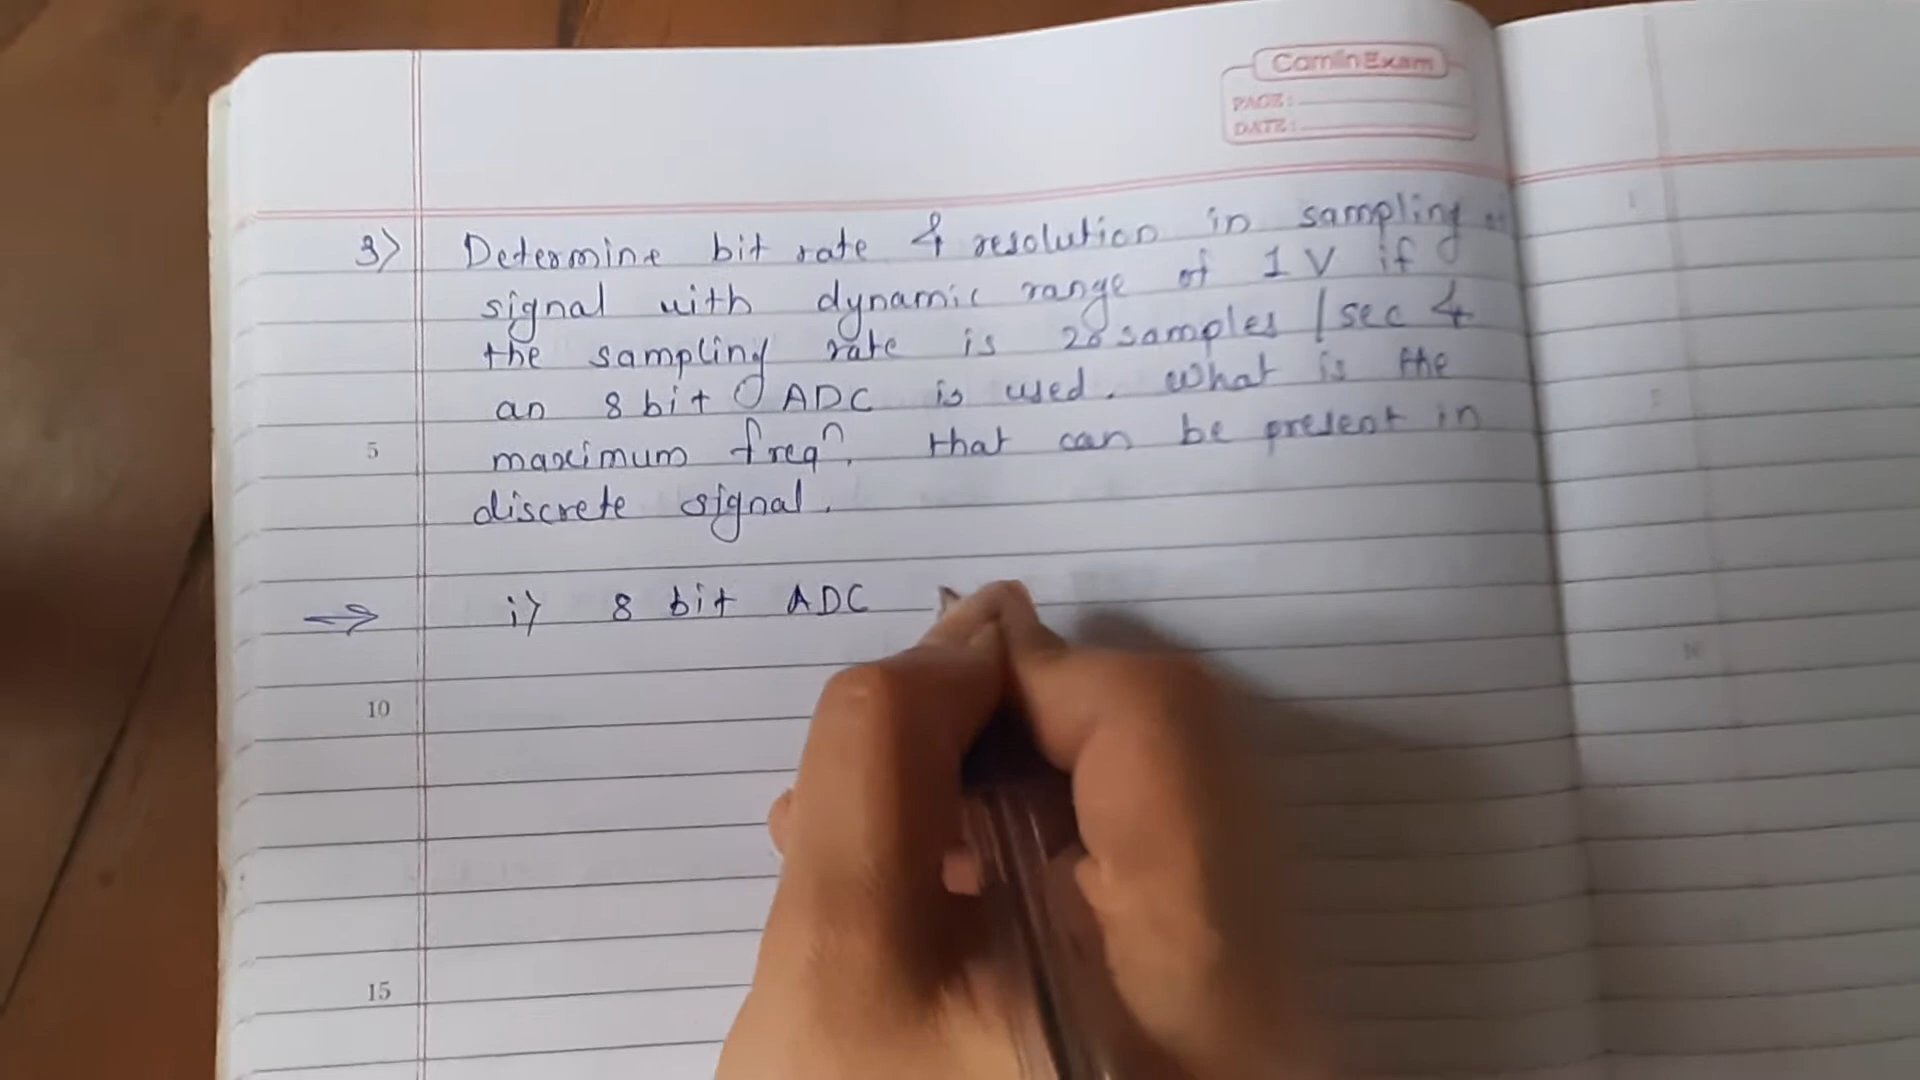 Camlin Exam
PAGE:
DATE:
3) Determine bit rate & resolution in sampling
signal with dynamic range of 1 V if
the sampling rate is 20 samples / sec &
an 8 bit ADC is used. What is the
maximum freqn. that can be present in
discrete signal.
⇒ i) 8 bit ADC
5
10
15